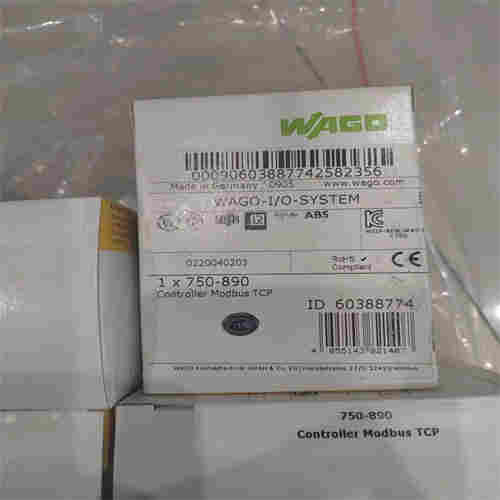 WAGO
00090603887742582356
Made in Germany 0905 www.wago.com
WAGO-I/O-SYSTEM
ABS
0220040203
RoHS ✔
Compliant
CE
1 x 750-890
Controller Modbus TCP
ID 60388774
750-890
Controller Modbus TCP